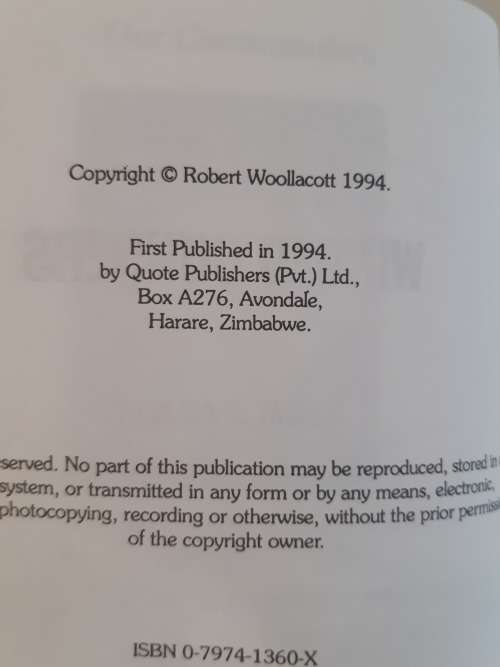 Copyright © Robert Woollacott 1994.
First Published in 1994.
by Quote Publishers (Pvt.) Ltd.,
Box A276, Avondale,
Harare, Zimbabwe.
served. No part of this publication may be reproduced, stored in
system, or transmitted in any form or by any means, electronic,
photocopying, recording or otherwise, without the prior permissi
of the copyright owner.
ISBN 0-7974-1360-X